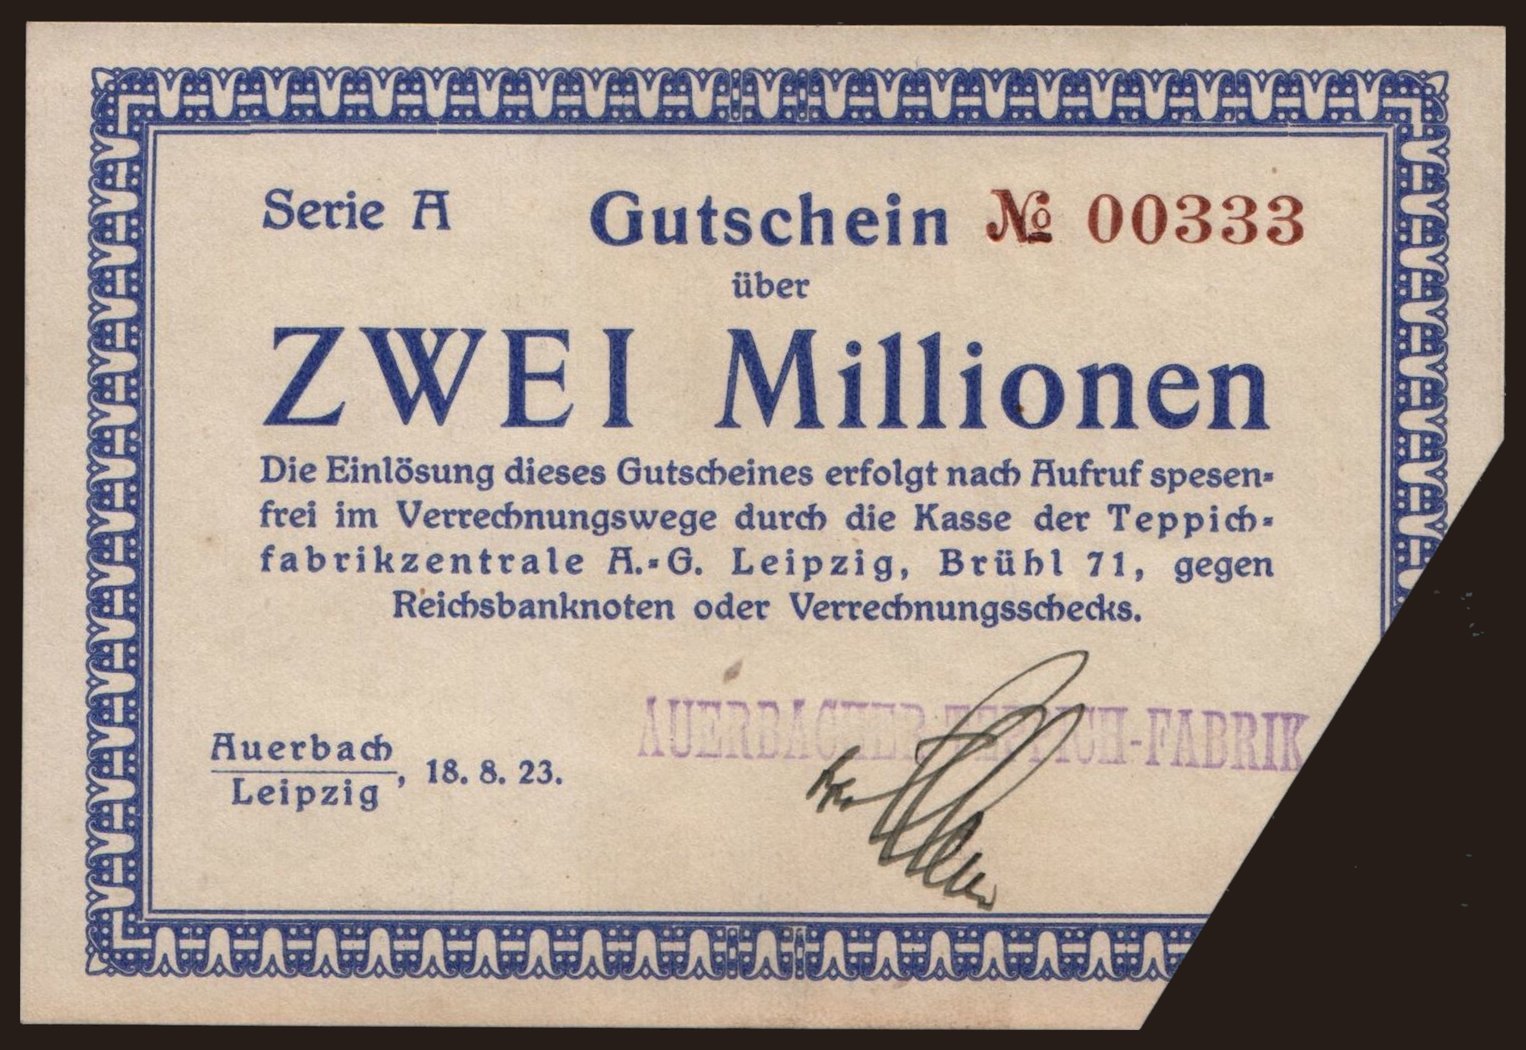 Serie A Gutschein № 00333
über
ZWEI Millionen
Die Einlösung dieses Gutscheines erfolgt nach Aufruf spesen=
frei im Verrechnungswege durch die Kasse der Teppich=
fabrikzentrale A.=G. Leipzig, Brühl 71, gegen
Reichsbanknoten oder Verrechnungsschecks.
AUERBACHER TEPPICH-FABRIK
Auerbach
Leipzig, 18. 8. 23.